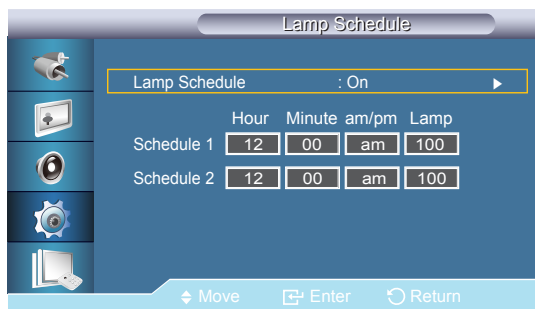 Lamp Schedule
Lamp Schedule : On
Hour Minute am/pm Lamp
Schedule 1 12 00 am 100
Schedule 2 12 00 am 100
Move Enter Return